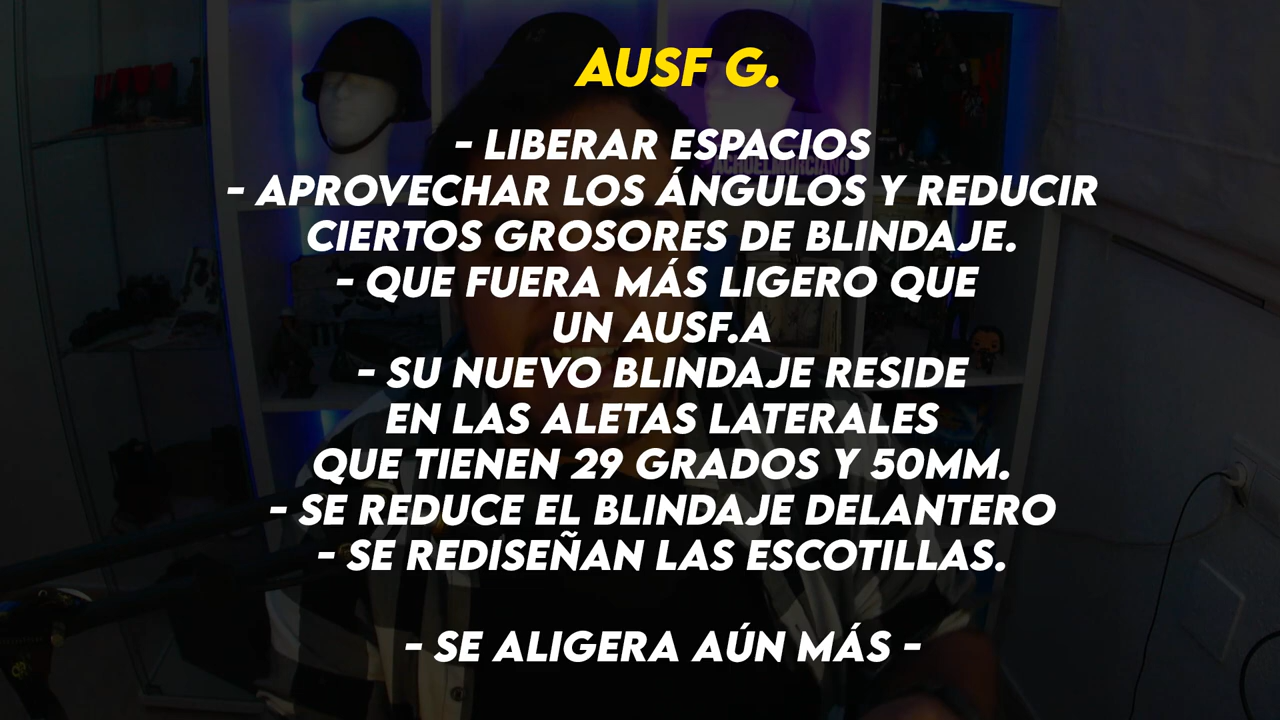 AUSF G.
- LIBERAR ESPACIOS
ACHOELMURCIANO
- APROVECHAR LOS ÁNGULOS Y REDUCIR
CIERTOS GROSORES DE BLINDAJE.
- QUE FUERA MÁS LIGERO QUE
UN AUSF.A
- SU NUEVO BLINDAJE RESIDE
EN LAS ALETAS LATERALES
QUE TIENEN 29 GRADOS Y 50MM.
- SE REDUCE EL BLINDAJE DELANTERO
- SE REDISEÑAN LAS ESCOTILLAS.
- SE ALIGERA AÚN MÁS -